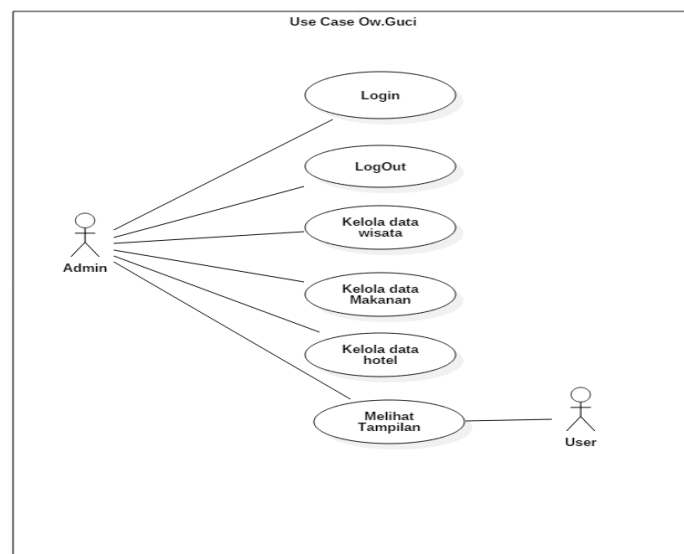 Use Case Ow.Guci
Login
LogOut
Kelola data
wisata
Admin
Kelola data
Makanan
Kelola data
hotel
Melihat
Tampilan
User